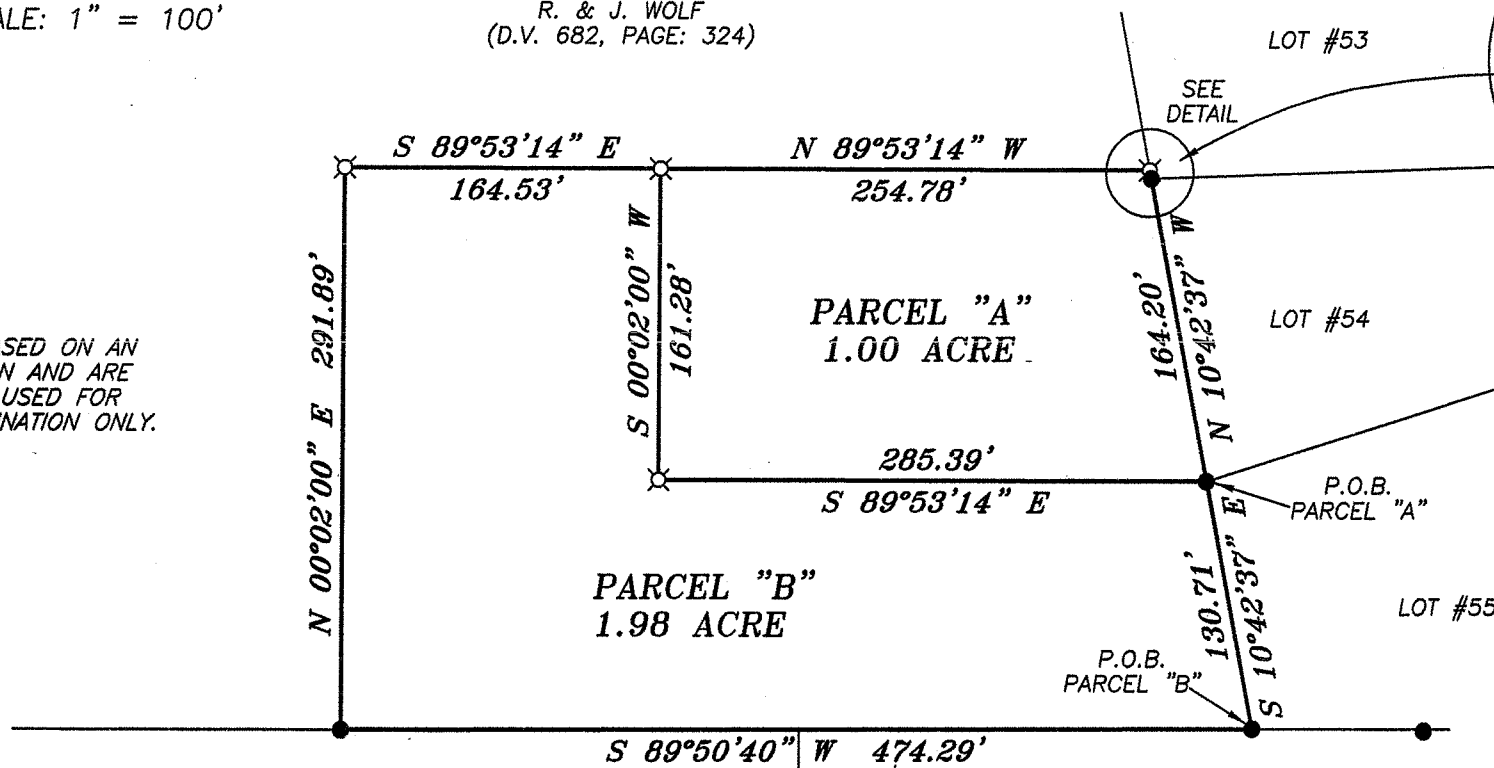 ALE: 1" = 100'
R. & J. WOLF
(D.V. 682, PAGE: 324)
LOT #53
SEE
DETAIL
S 89°53'14" E
164.53'
N 89°53'14" W
254.78'
N 00°02'00" E 291.89'
S 00°02'00" W
161.28'
PARCEL "A"
1.00 ACRE
164.20'
N 10°42'37" W
LOT #54
SED ON AN
N AND ARE
USED FOR
NATION ONLY.
285.39'
S 89°53'14" E
P.O.B.
PARCEL "A"
PARCEL "B"
1.98 ACRE
130.71'
S 10°42'37" E
LOT #55
P.O.B.
PARCEL "B"
S 89°50'40" W 474.29'